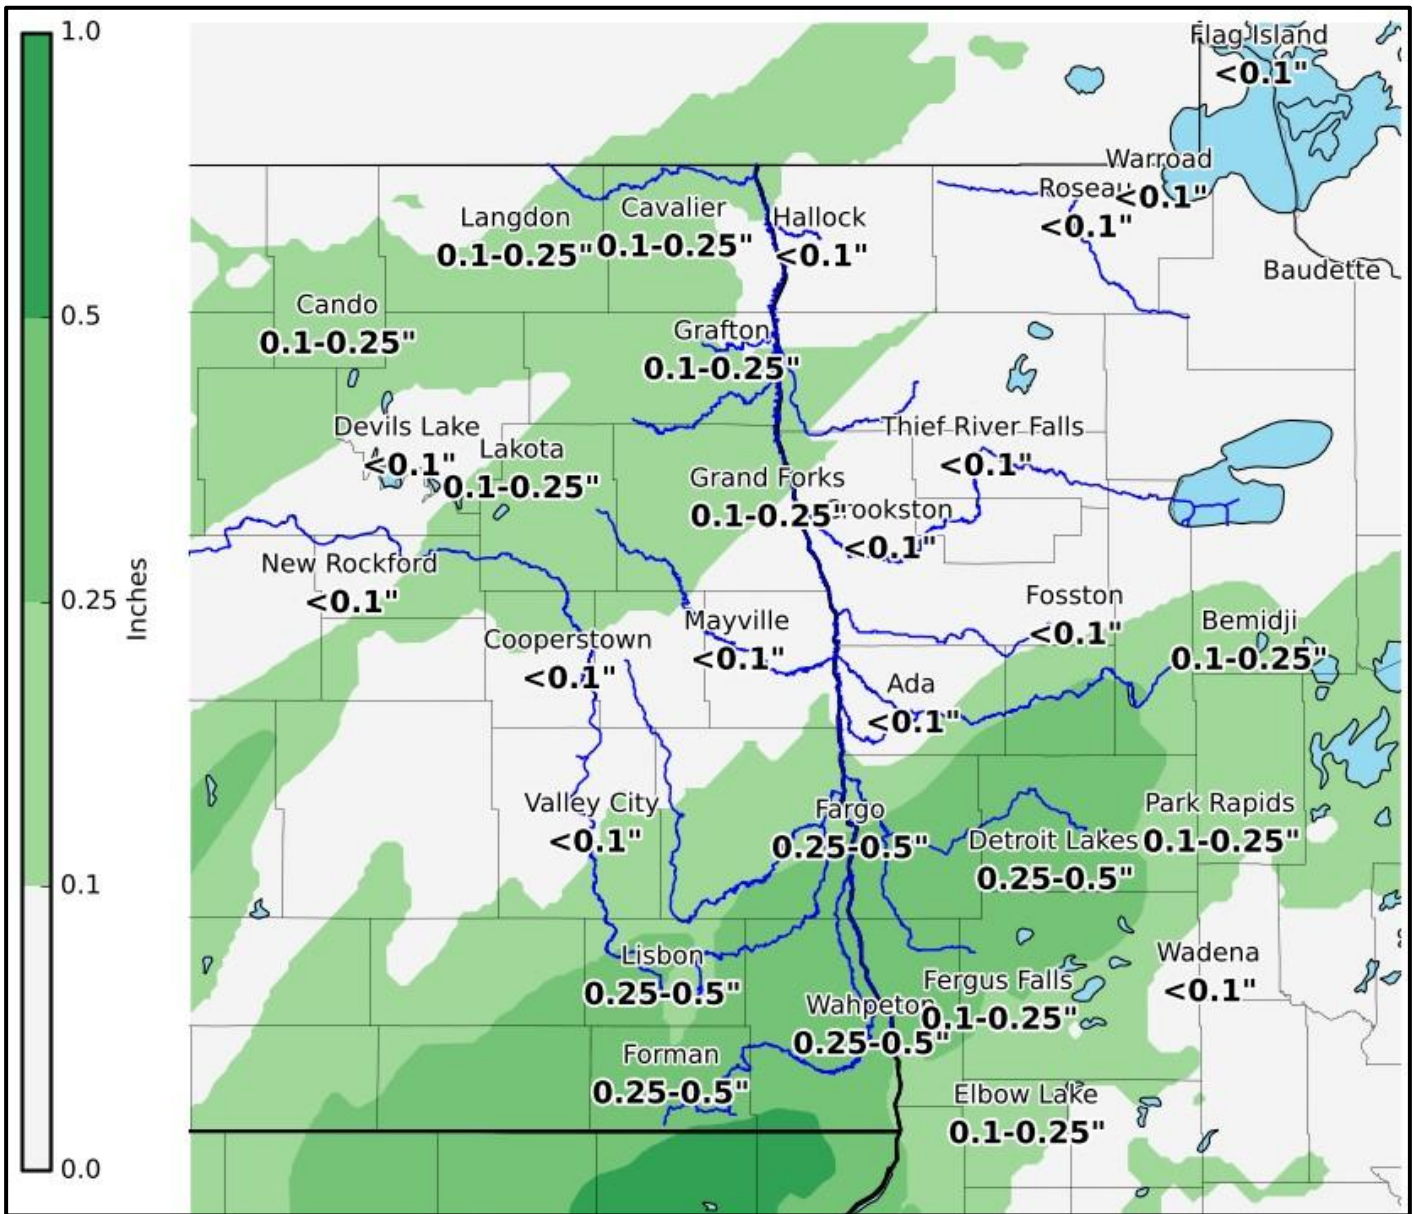 1.0
0.5
0.25
0.1
0.0
Inches
Flag Island
<0.1"
Warroad
<0.1"
Roseau
<0.1"
Baudette
Langdon
0.1-0.25"
Cavalier
0.1-0.25"
Hallock
<0.1"
Cando
0.1-0.25"
Grafton
0.1-0.25"
Devils Lake
<0.1"
Lakota
0.1-0.25"
Thief River Falls
<0.1"
Grand Forks
0.1-0.25"
Crookston
<0.1"
New Rockford
<0.1"
Cooperstown
<0.1"
Mayville
<0.1"
Fosston
<0.1"
Bemidji
0.1-0.25"
Ada
<0.1"
Valley City
<0.1"
Fargo
0.25-0.5"
Detroit Lakes
0.25-0.5"
Park Rapids
0.1-0.25"
Lisbon
0.25-0.5"
Wahpeton
0.25-0.5"
Fergus Falls
0.1-0.25"
Wadena
<0.1"
Forman
0.25-0.5"
Elbow Lake
0.1-0.25"